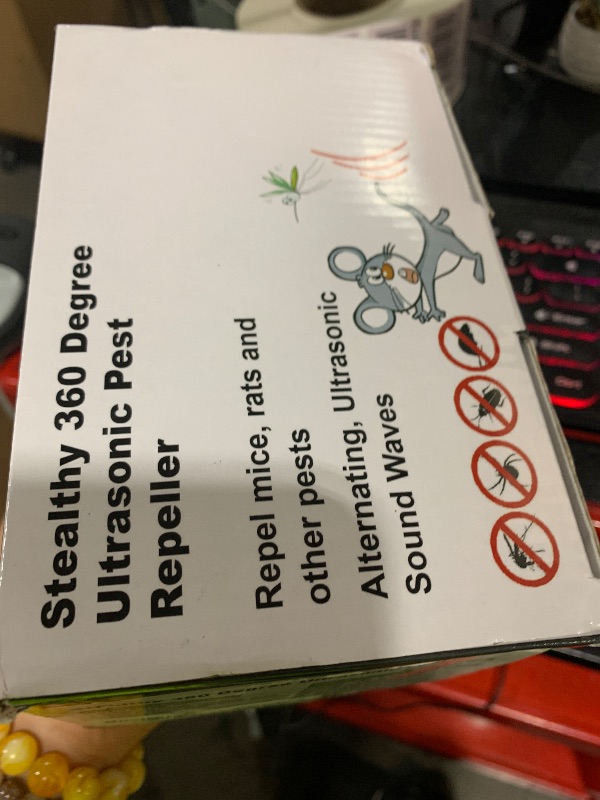 Stealthy 360 Degree
Ultrasonic Pest
Repeller
Repel mice, rats and
other pests
Alternating, Ultrasonic
Sound Waves